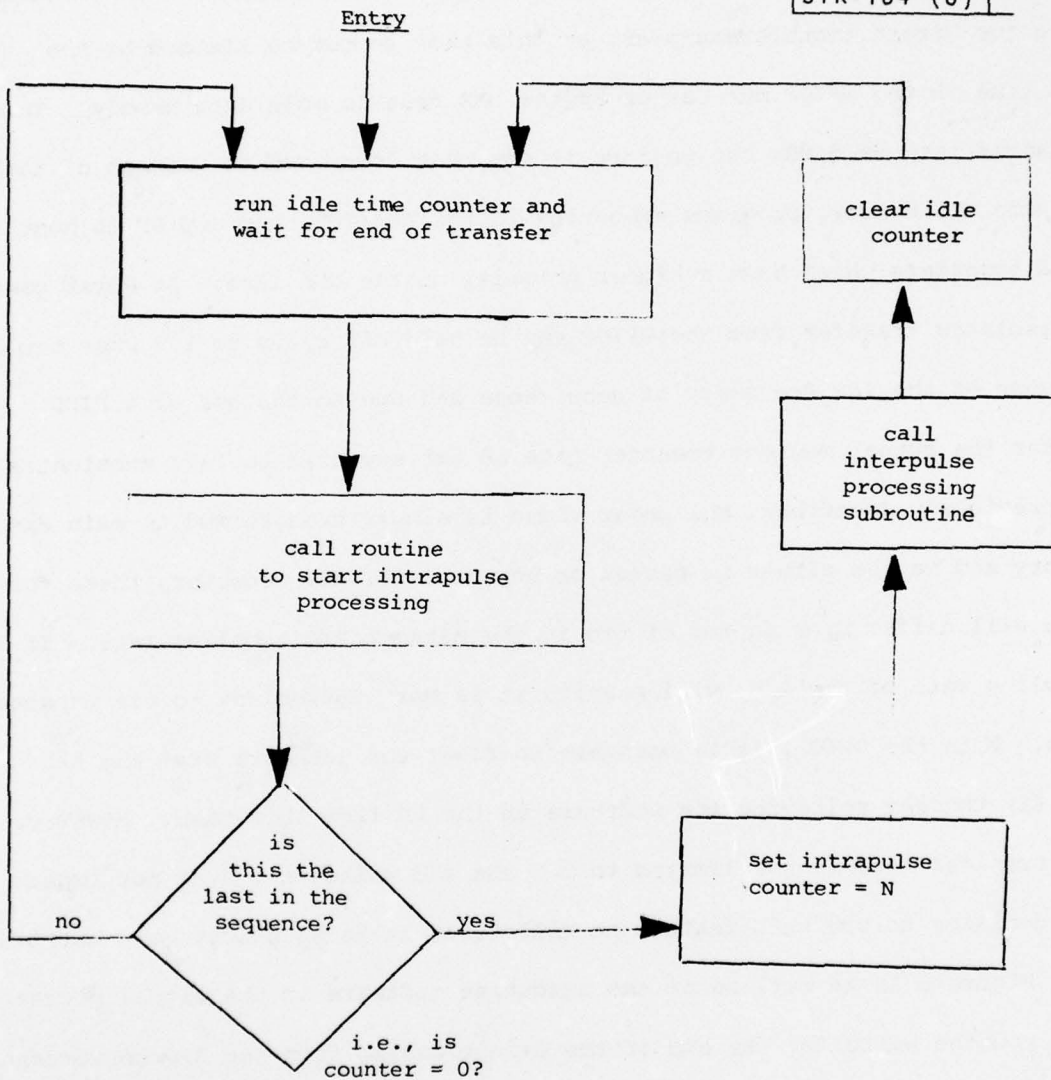 Entry
run idle time counter and
wait for end of transfer
clear idle
counter
call
interpulse
processing
subroutine
call routine
to start intrapulse
processing
is
this the
last in the
sequence?
no
yes
set intrapulse
counter = N
i.e., is
counter = 0?